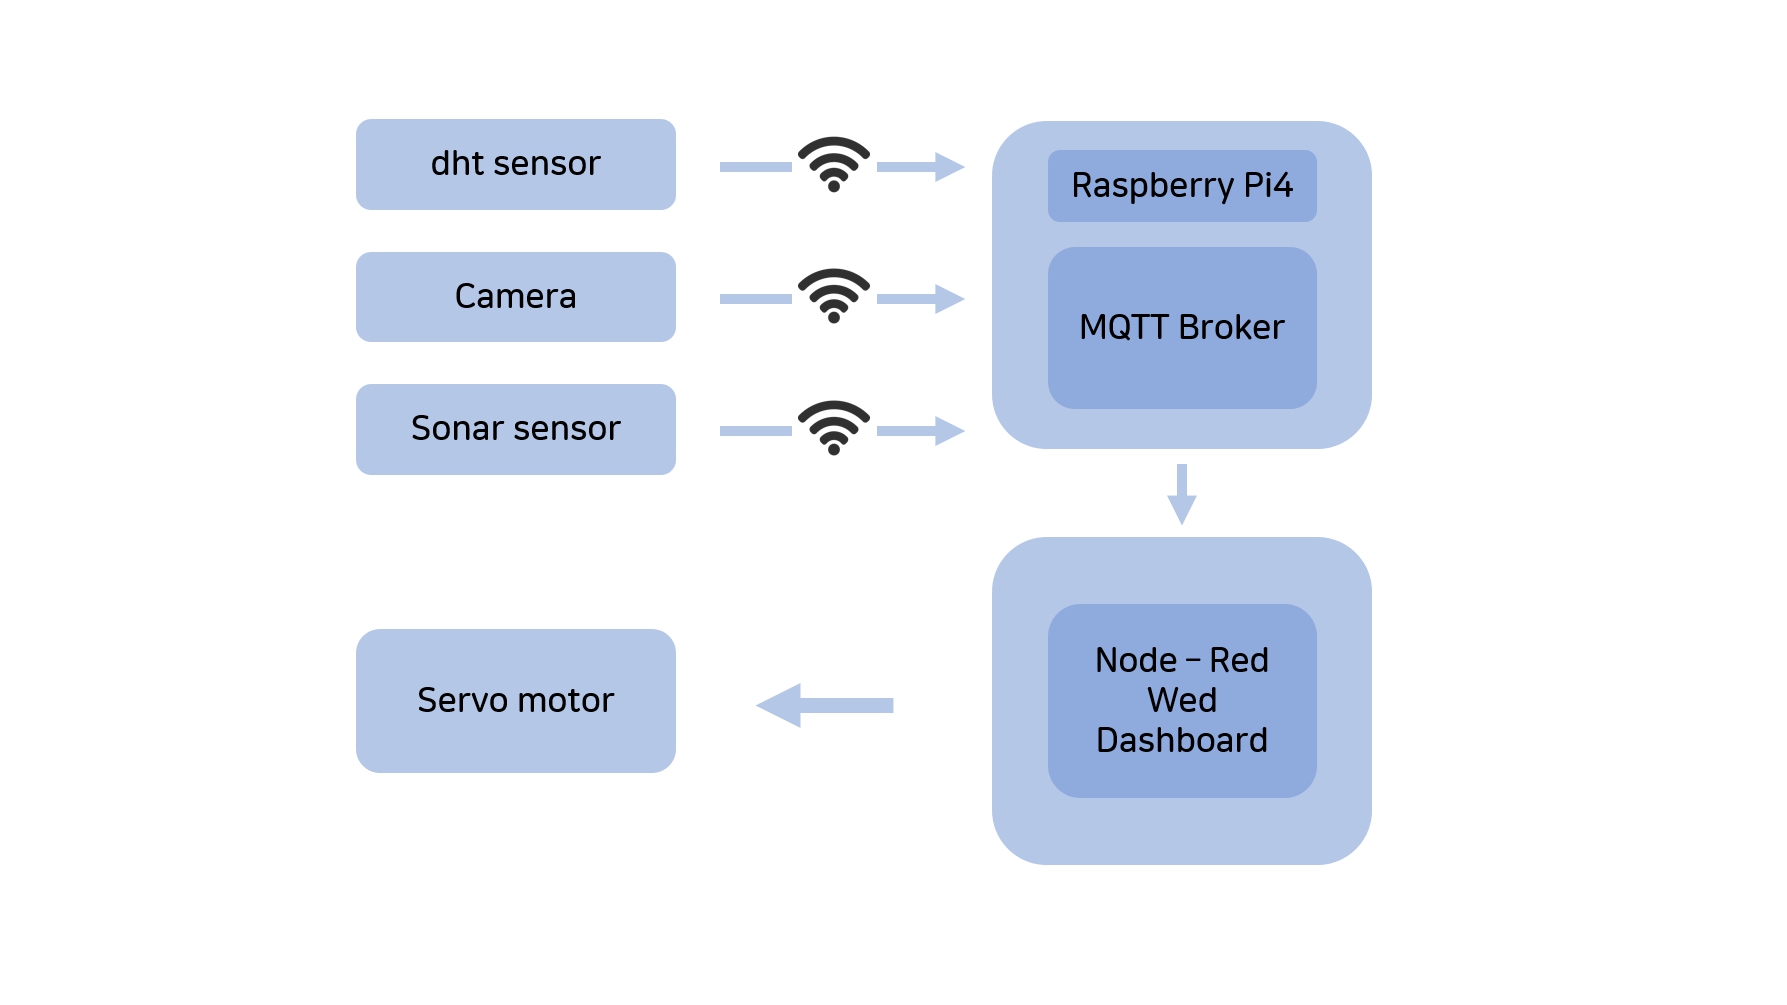 dht sensor
Camera
Sonar sensor
Raspberry Pi4
MQTT Broker
Node – Red
Wed
Dashboard
Servo motor